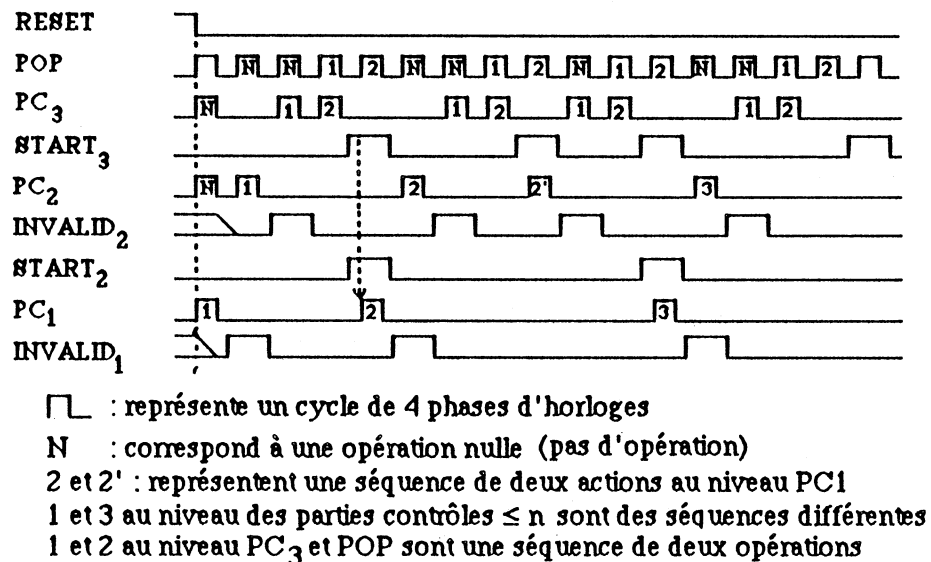 RESET
POP N N 1 2 N N 1 2 N 1 2 N N 1 2
PC3 N 1 2 1 2 1 2 1 2
START3
PC2 N 1 2 2' 3
INVALID2
START2
PC1 1 2 3
INVALID1
: représente un cycle de 4 phases d'horloges
N : correspond à une opération nulle (pas d'opération)
2 et 2' : représentent une séquence de deux actions au niveau PC1
1 et 3 au niveau des parties contrôles ≤ n sont des séquences différentes
1 et 2 au niveau PC3 et POP sont une séquence de deux opérations